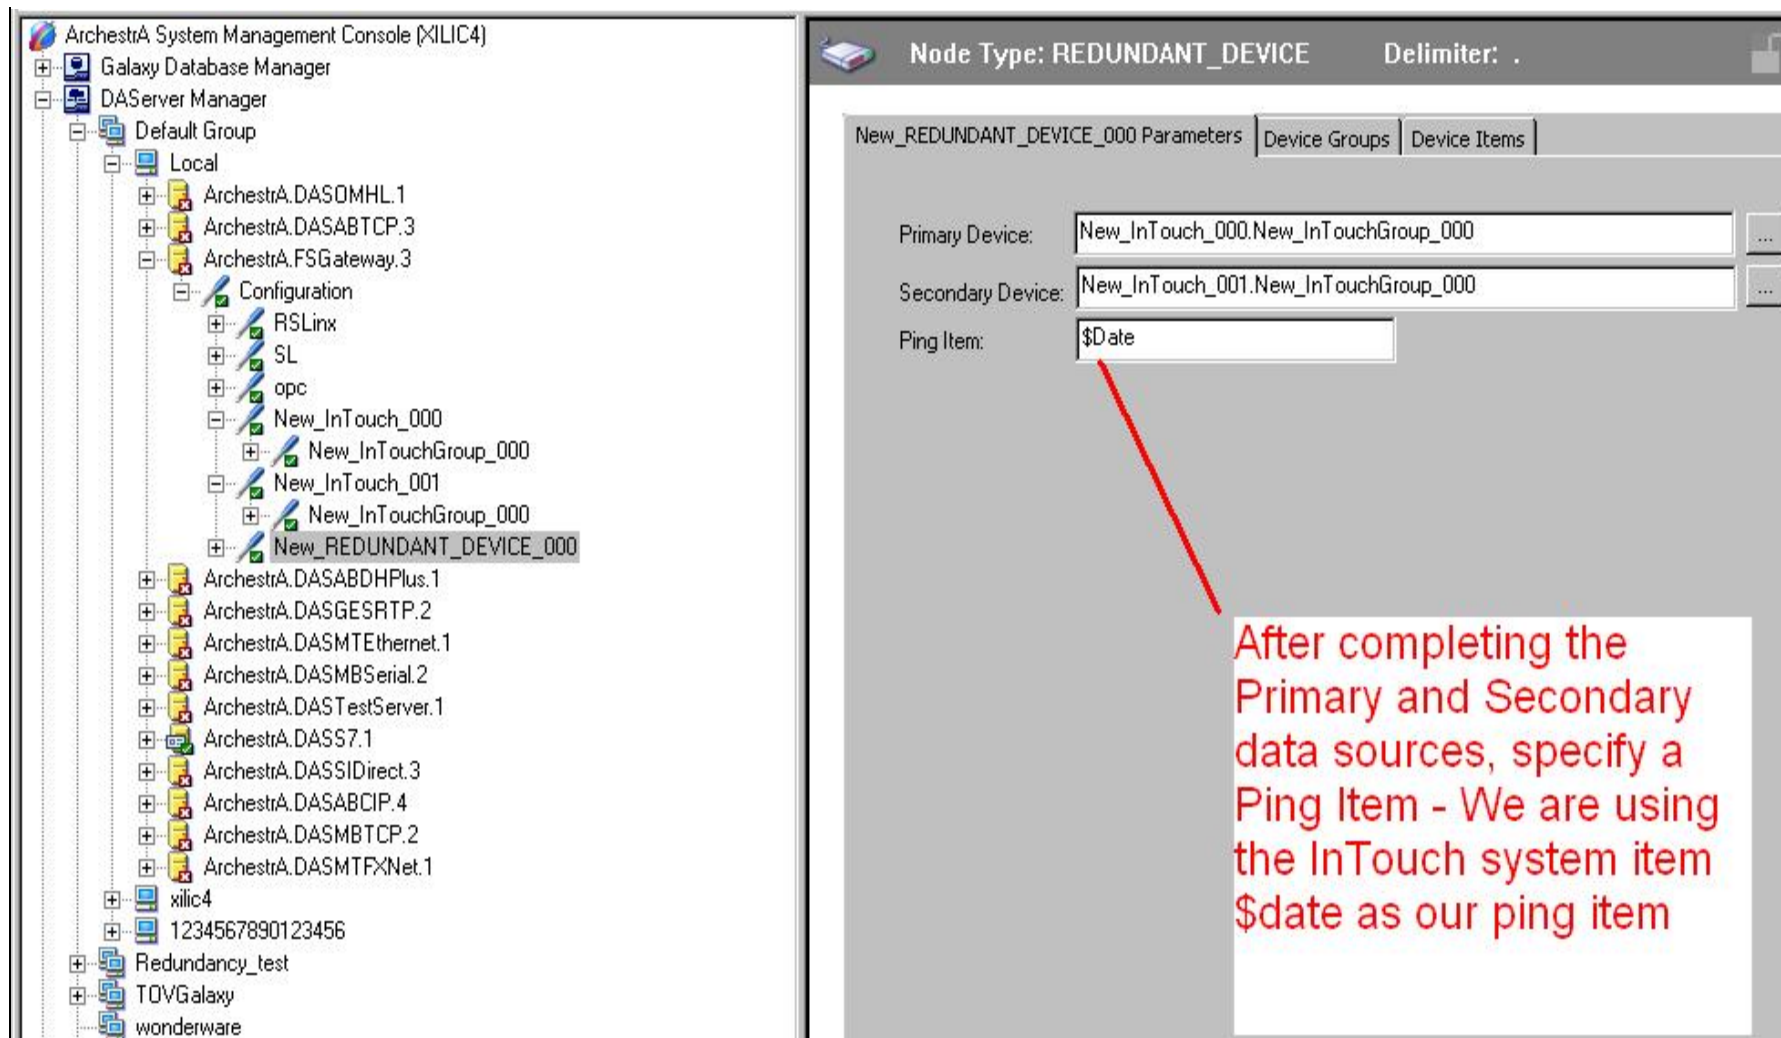 ArchestrA System Management Console (XILIC4)
Galaxy Database Manager
DAServer Manager
Default Group
Local
ArchestrA.DASOMHL.1
ArchestrA.DASABTCP.3
ArchestrA.FSGateway.3
Configuration
RSLinx
SL
opc
New_InTouch_000
New_InTouchGroup_000
New_InTouch_001
New_InTouchGroup_000
New_REDUNDANT_DEVICE_000
ArchestrA.DASABDHPlus.1
ArchestrA.DASGESRTP.2
ArchestrA.DASMTEthernet.1
ArchestrA.DASMBSerial.2
ArchestrA.DASTestServer.1
ArchestrA.DASS7.1
ArchestrA.DASSIDirect.3
ArchestrA.DASABCIP.4
ArchestrA.DASMBTCP.2
ArchestrA.DASMTFXNet.1
xilic4
1234567890123456
Redundancy_test
TOVGalaxy
wonderware
Node Type: REDUNDANT_DEVICE Delimiter: .
New_REDUNDANT_DEVICE_000 Parameters Device Groups Device Items
Primary Device: New_InTouch_000.New_InTouchGroup_000 ...
Secondary Device: New_InTouch_001.New_InTouchGroup_000 ...
Ping Item: $Date
After completing the
Primary and Secondary
data sources, specify a
Ping Item - We are using
the InTouch system item
$date as our ping item